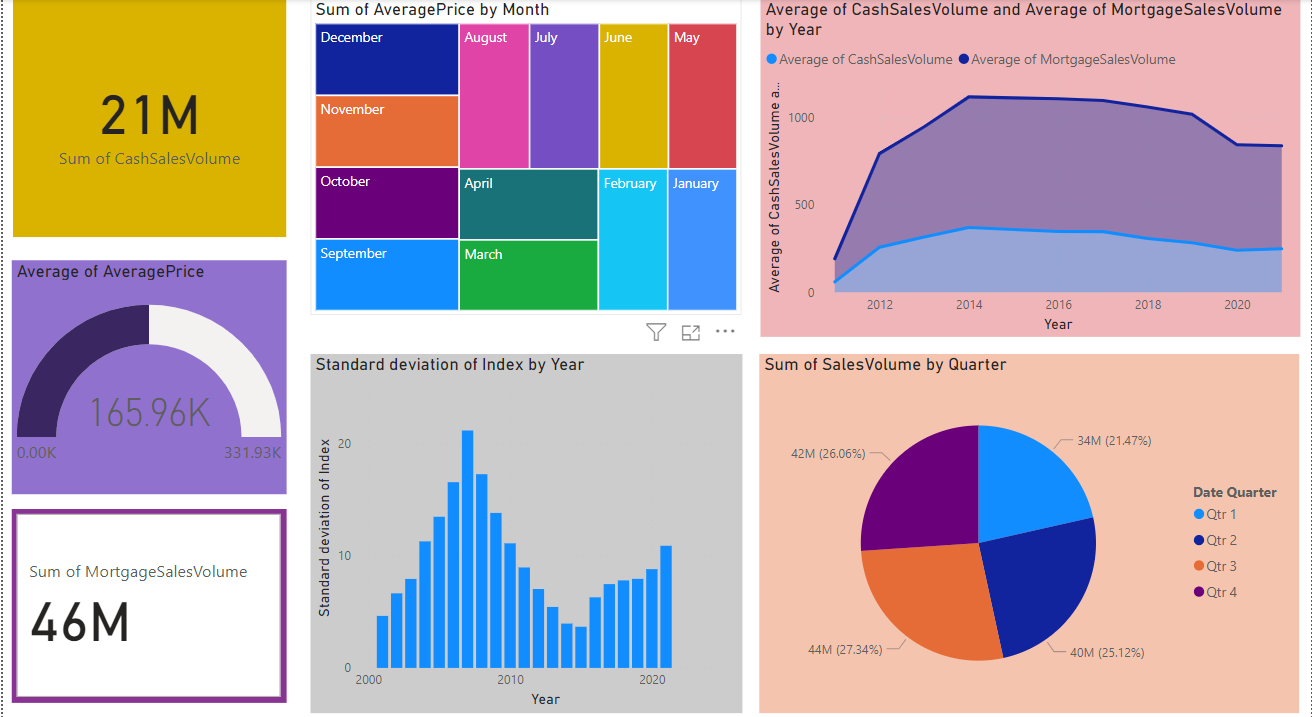 21M
Sum of CashSalesVolume
Average of AveragePrice
165.96K
0.00K
331.93K
Sum of MortgageSalesVolume
46M
Sum of AveragePrice by Month
December
August
July
June
May
November
October
April
February
January
September
March
Standard deviation of Index by Year
Standard deviation of Index
20
10
0
2000
2010
2020
Year
Average of CashSalesVolume and Average of MortgageSalesVolume
by Year
Average of CashSalesVolume
Average of MortgageSalesVolume
Average of CashSalesVolume a...
1000
500
0
2012
2014
2016
2018
2020
Year
Sum of SalesVolume by Quarter
34M (21.47%)
42M (26.06%)
44M (27.34%)
40M (25.12%)
Date Quarter
Qtr 1
Qtr 2
Qtr 3
Qtr 4